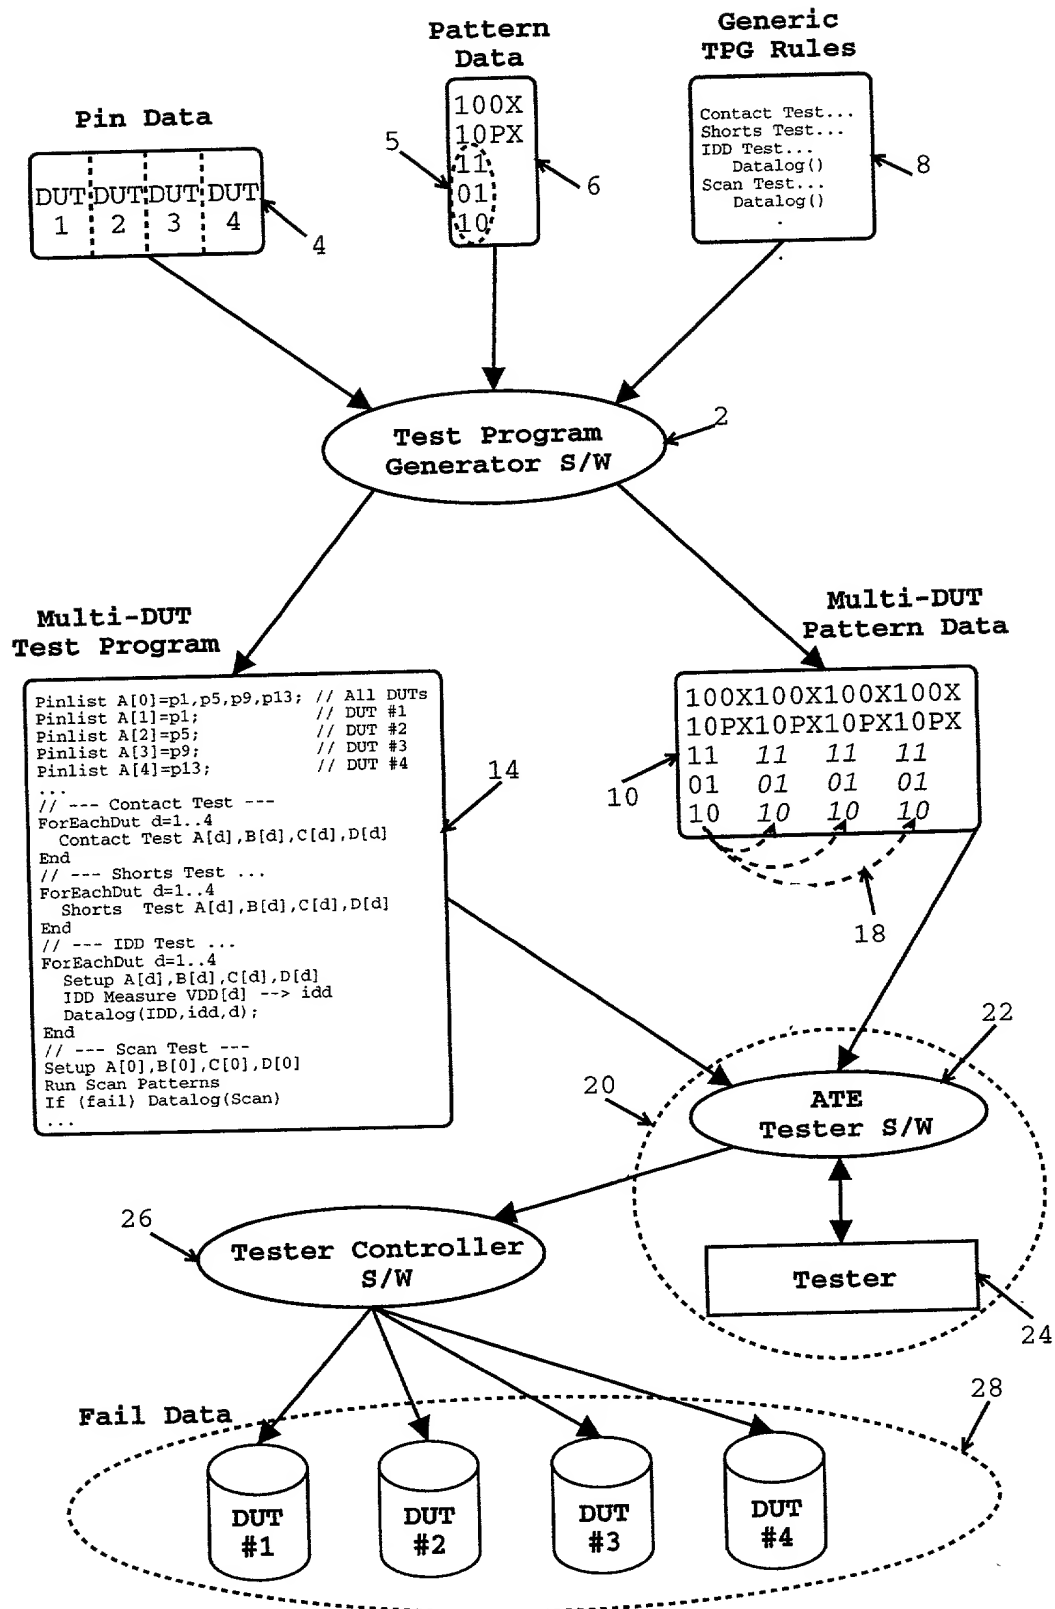 Pattern
Data
Generic
TPG Rules
Pin Data
100X
10PX
11
01
10
5
6
Contact Test...
Shorts Test...
IDD Test...
Datalog()
Scan Test...
Datalog()
.
8
DUT DUT DUT DUT
1 2 3 4
4
Test Program
Generator S/W
2
Multi-DUT
Test Program
Multi-DUT
Pattern Data
Pinlist A[0]=p1,p5,p9,p13; // All DUTs
Pinlist A[1]=p1; // DUT #1
Pinlist A[2]=p5; // DUT #2
Pinlist A[3]=p9; // DUT #3
Pinlist A[4]=p13; // DUT #4
...
// --- Contact Test ---
ForEachDut d=1..4
Contact Test A[d],B[d],C[d],D[d]
End
// --- Shorts Test ...
ForEachDut d=1..4
Shorts Test A[d],B[d],C[d],D[d]
End
// --- IDD Test ...
ForEachDut d=1..4
Setup A[d],B[d],C[d],D[d]
IDD Measure VDD[d] --> idd
Datalog(IDD,idd,d);
End
// --- Scan Test ---
Setup A[0],B[0],C[0],D[0]
Run Scan Patterns
If (fail) Datalog(Scan)
...
14
100X100X100X100X
10PX10PX10PX10PX
11 11 11 11
01 01 01 01
10 10 10 10
10
18
22
20
ATE
Tester S/W
26
Tester Controller
S/W
Tester
24
28
Fail Data
DUT
#1
DUT
#2
DUT
#3
DUT
#4